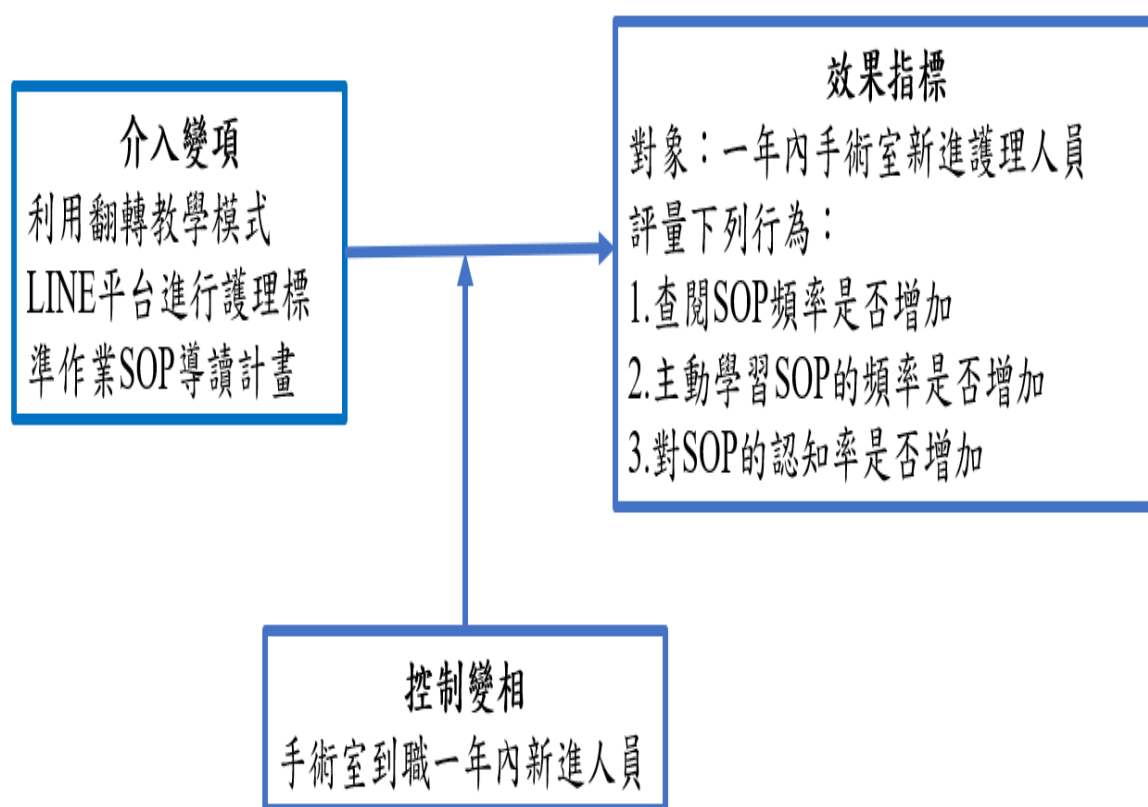 介入變項
利用翻轉教學模式
LINE平台進行護理標
準作業SOP導讀計畫
效果指標
對象：一年內手術室新進護理人員
評量下列行為：
1.查閱SOP頻率是否增加
2.主動學習SOP的頻率是否增加
3.對SOP的認知率是否增加
控制變相
手術室到職一年內新進人員